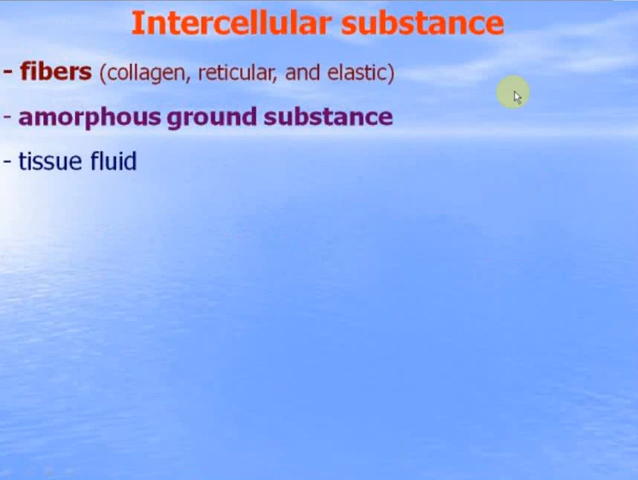 Intercellular substance
- fibers (collagen, reticular, and elastic)
- amorphous ground substance
- tissue fluid